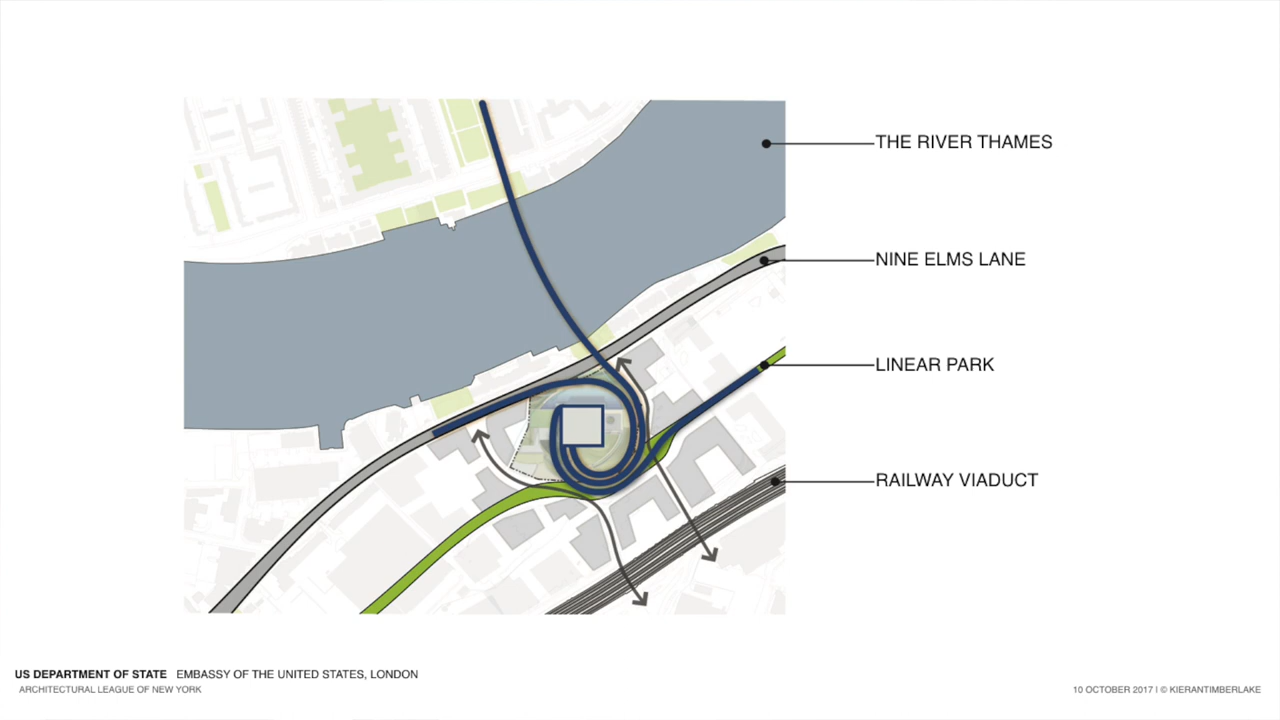 THE RIVER THAMES
NINE ELMS LANE
LINEAR PARK
RAILWAY VIADUCT
US DEPARTMENT OF STATE EMBASSY OF THE UNITED STATES, LONDON
ARCHITECTURAL LEAGUE OF NEW YORK
10 OCTOBER 2017 | © KIERANTIMBERLAKE